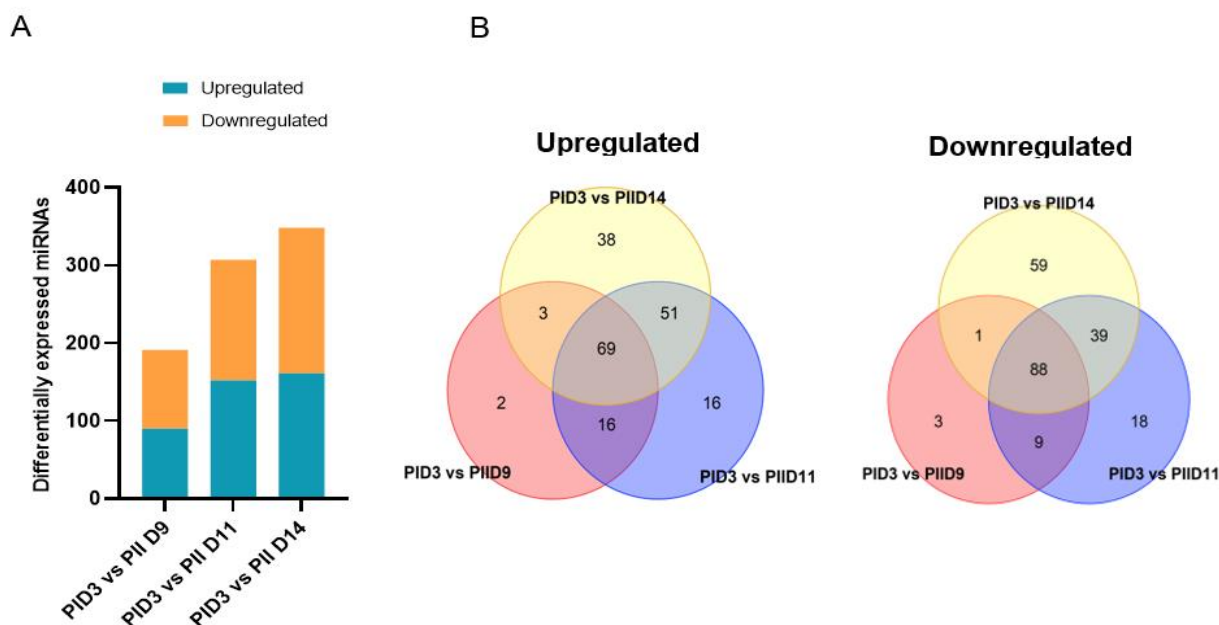 A
B
Upregulated
Downregulated
Differentially expressed miRNAs
400
300
200
100
0
PID3 vs PII D9
PID3 vs PII D11
PID3 vs PII D14
Upregulated
PID3 vs PIID14
38
3
51
69
2
16
16
PID3 vs PIID9
PID3 vs PIID11
Downregulated
PID3 vs PIID14
59
1
39
88
3
18
9
PID3 vs PIID9
PID3 vs PIID11